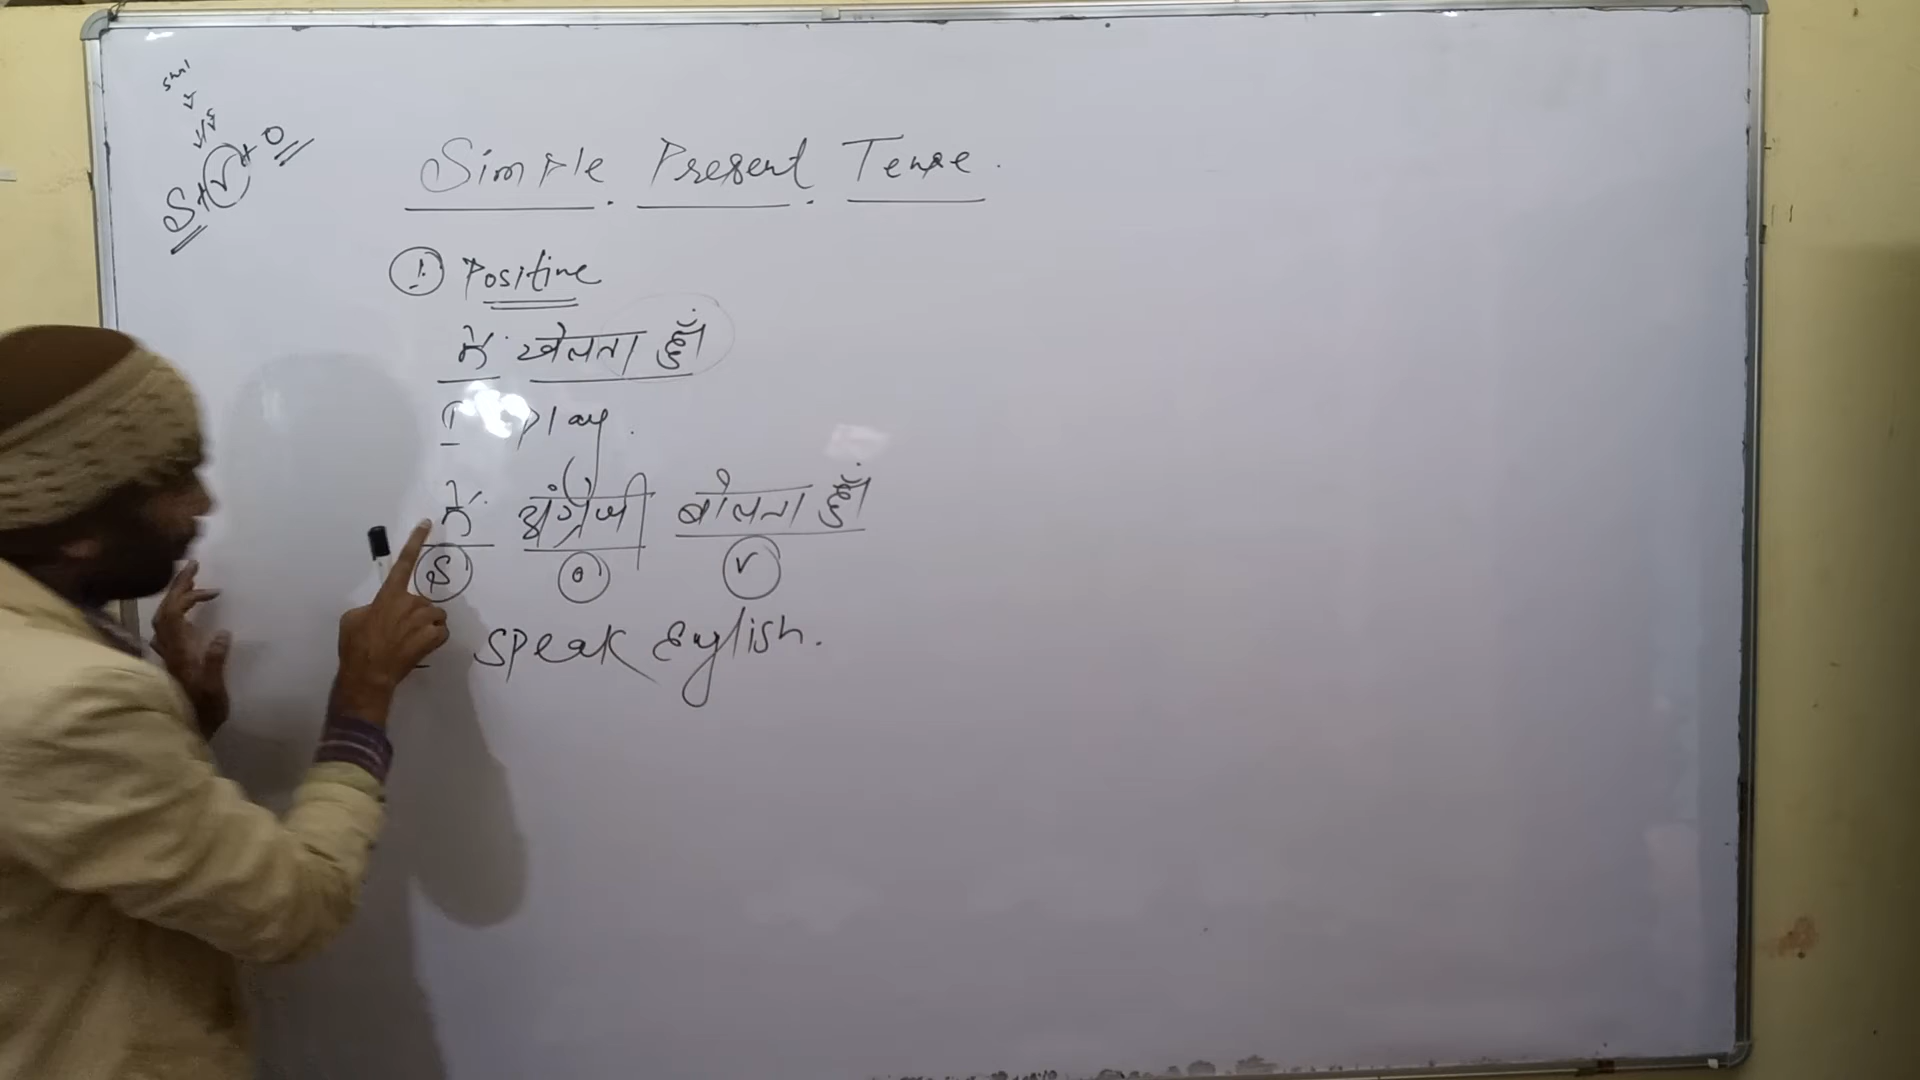 S+V+O
Simple Present Tense.
1. Positive
मैं खेलता हूँ।
I play.
मैं अंग्रेजी बोलता हूँ।
S O V
speak English.